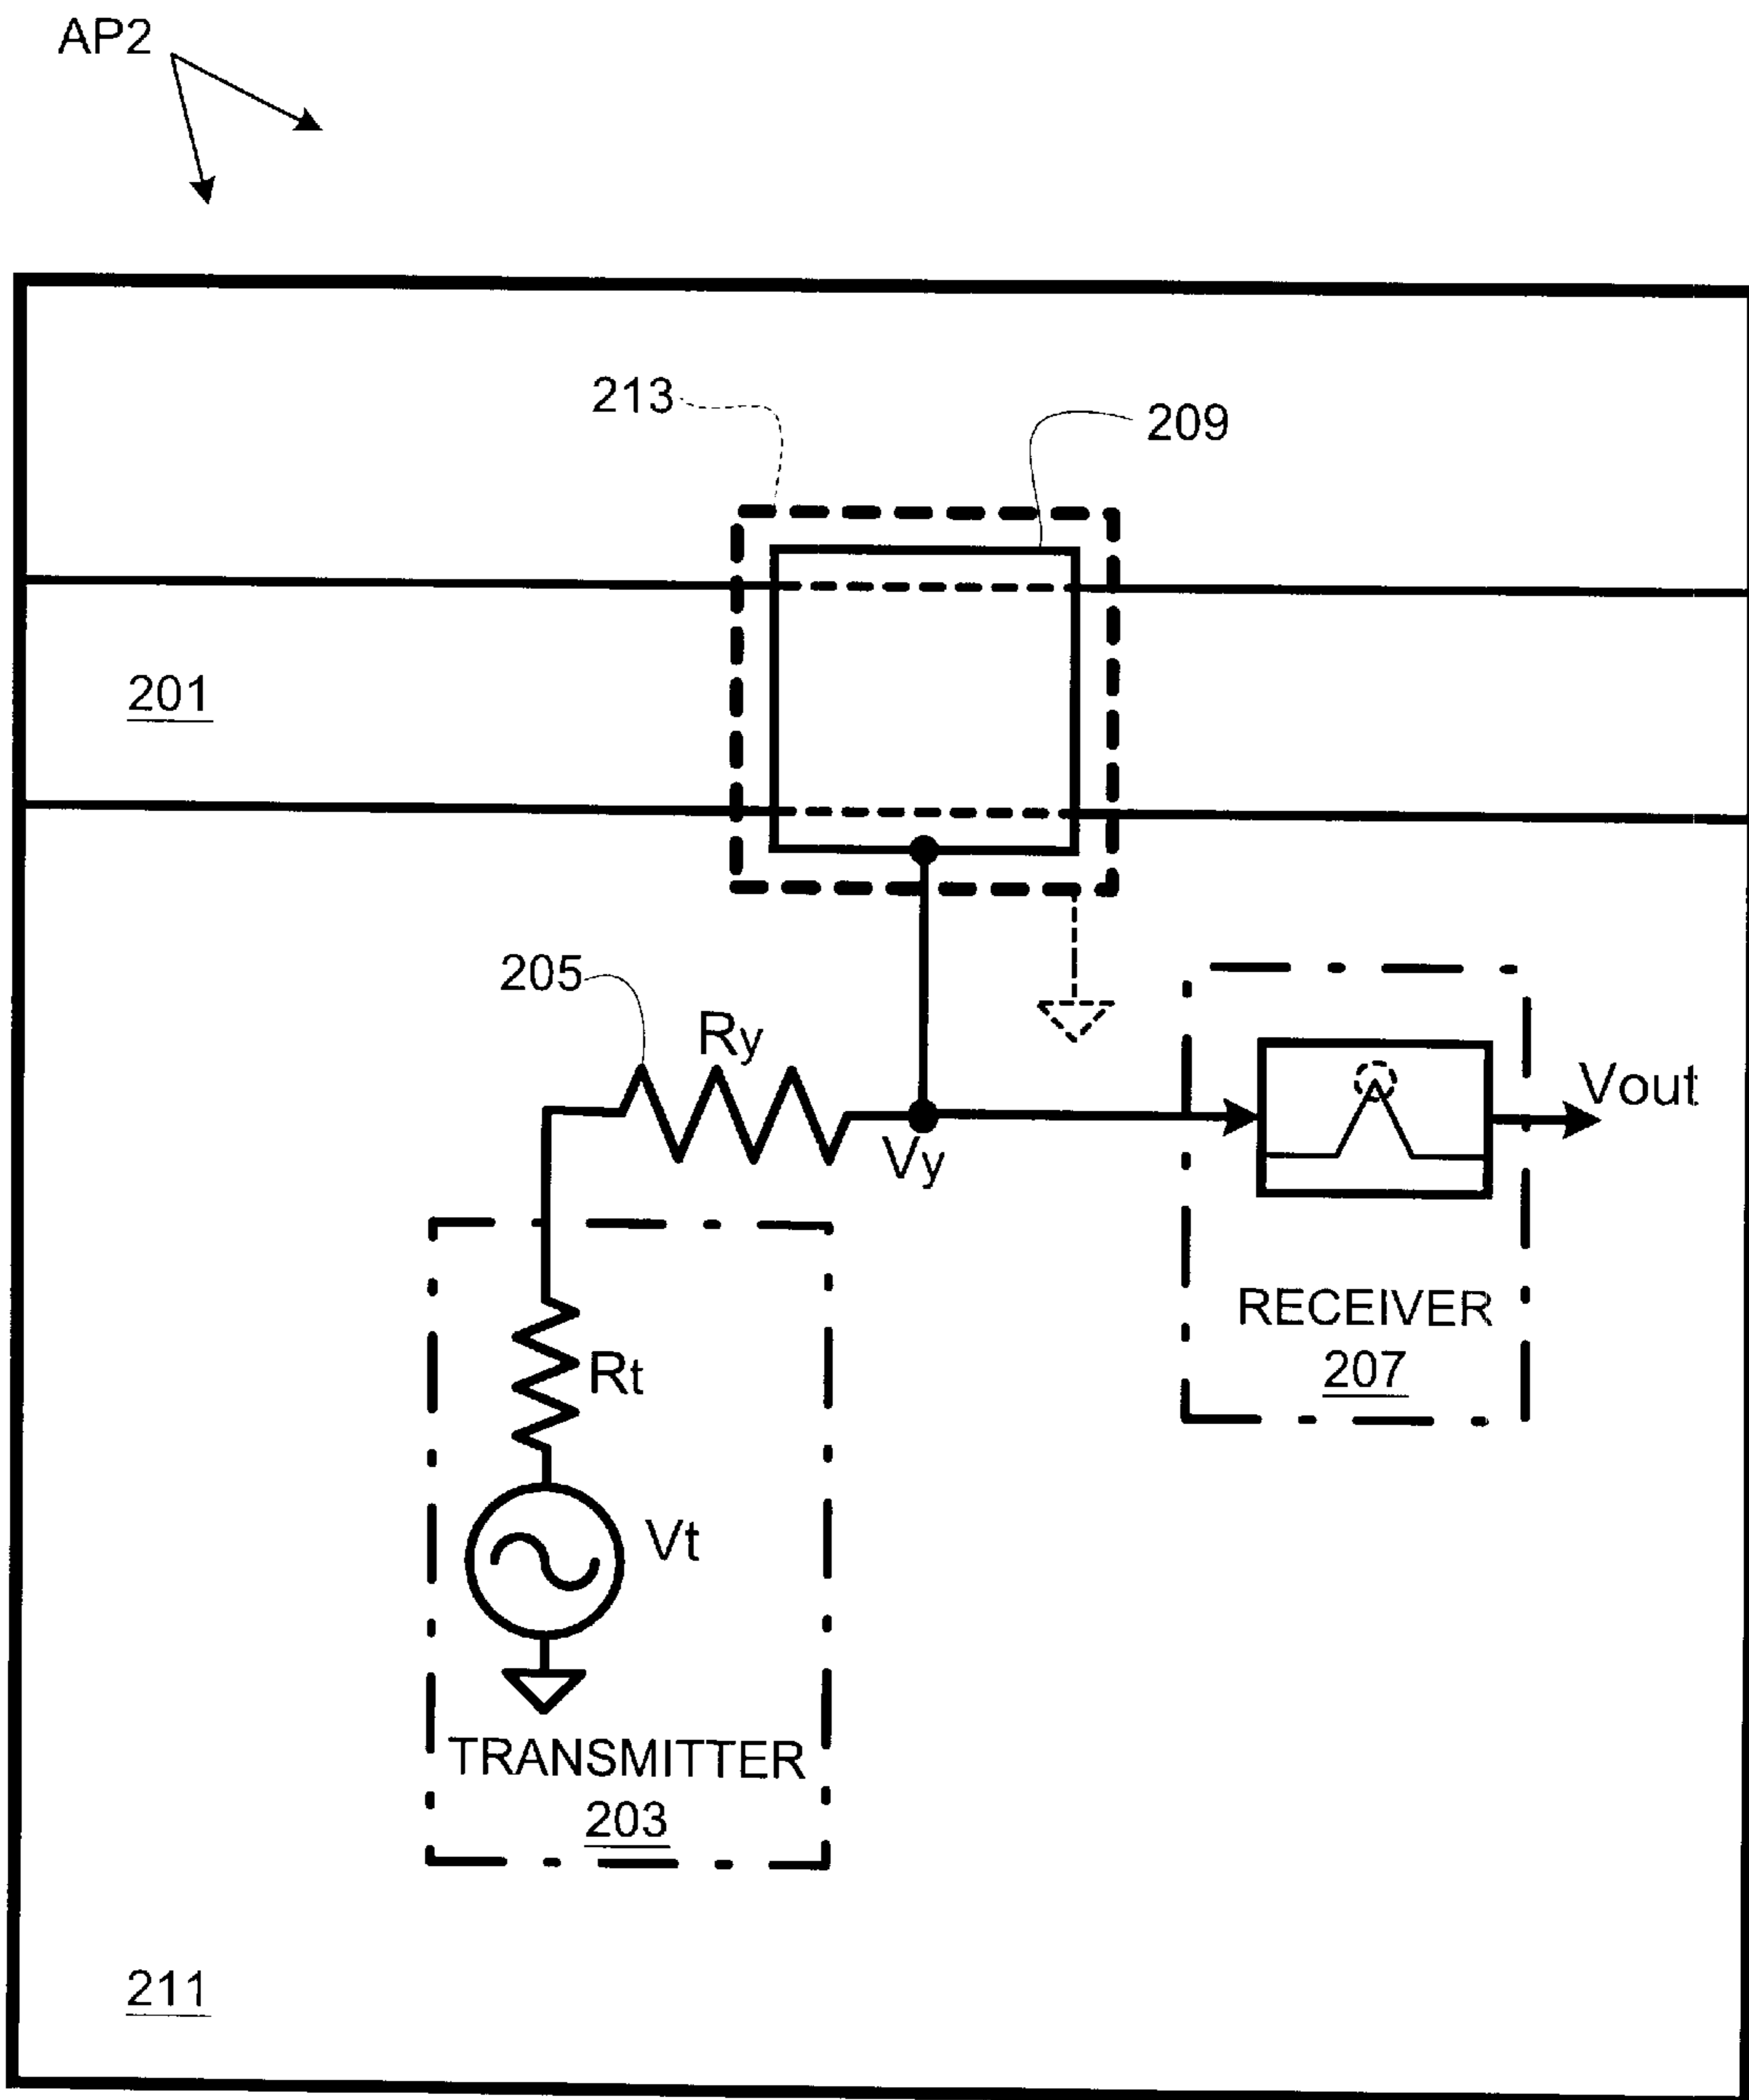 AP2
213
209
201
205
Ry
Vy
Vout
RECEIVER
207
Rt
Vt
TRANSMITTER
203
211